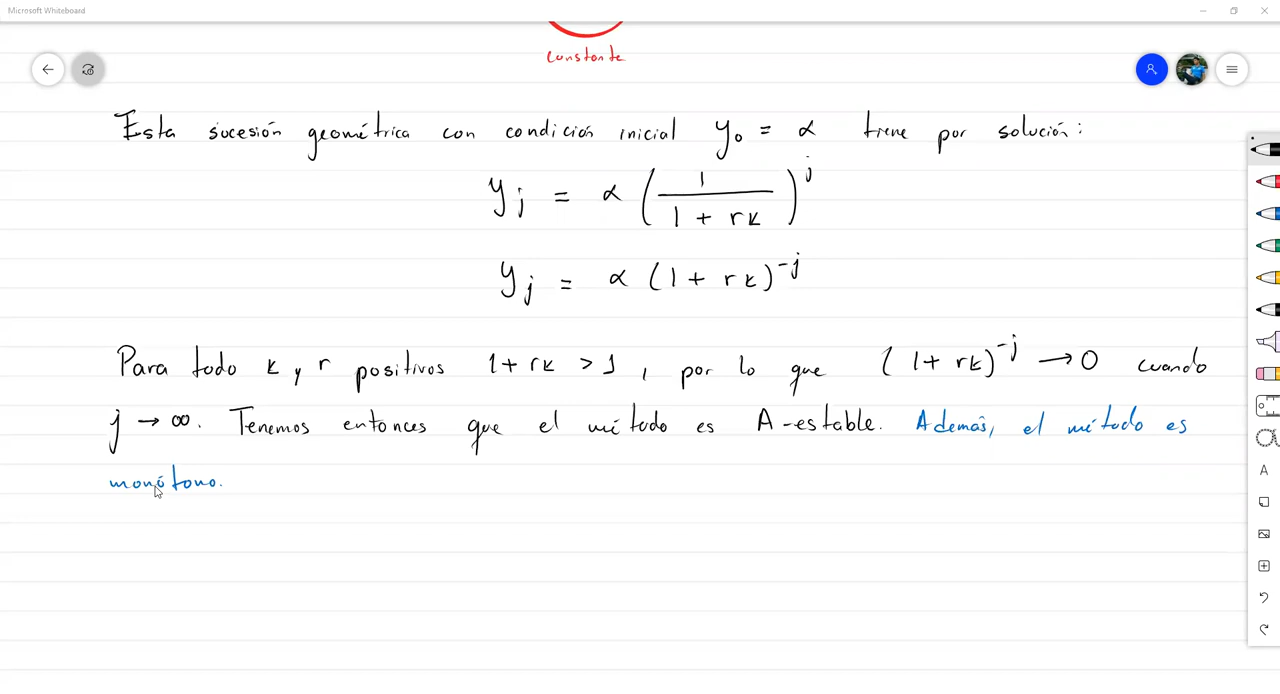 Microsoft Whiteboard
constante
Esta sucesión geométrica con condición inicial y₀ = α tiene por solución:
yⱼ = α (1 / (1 + rk))^j
yⱼ = α (1 + rk)^-j
Para todo k y r positivos 1 + rk > 1, por lo que (1 + rk)^-j → 0 cuando
j → ∞. Tenemos entonces que el método es A-estable. Además, el método es
monótono.
A